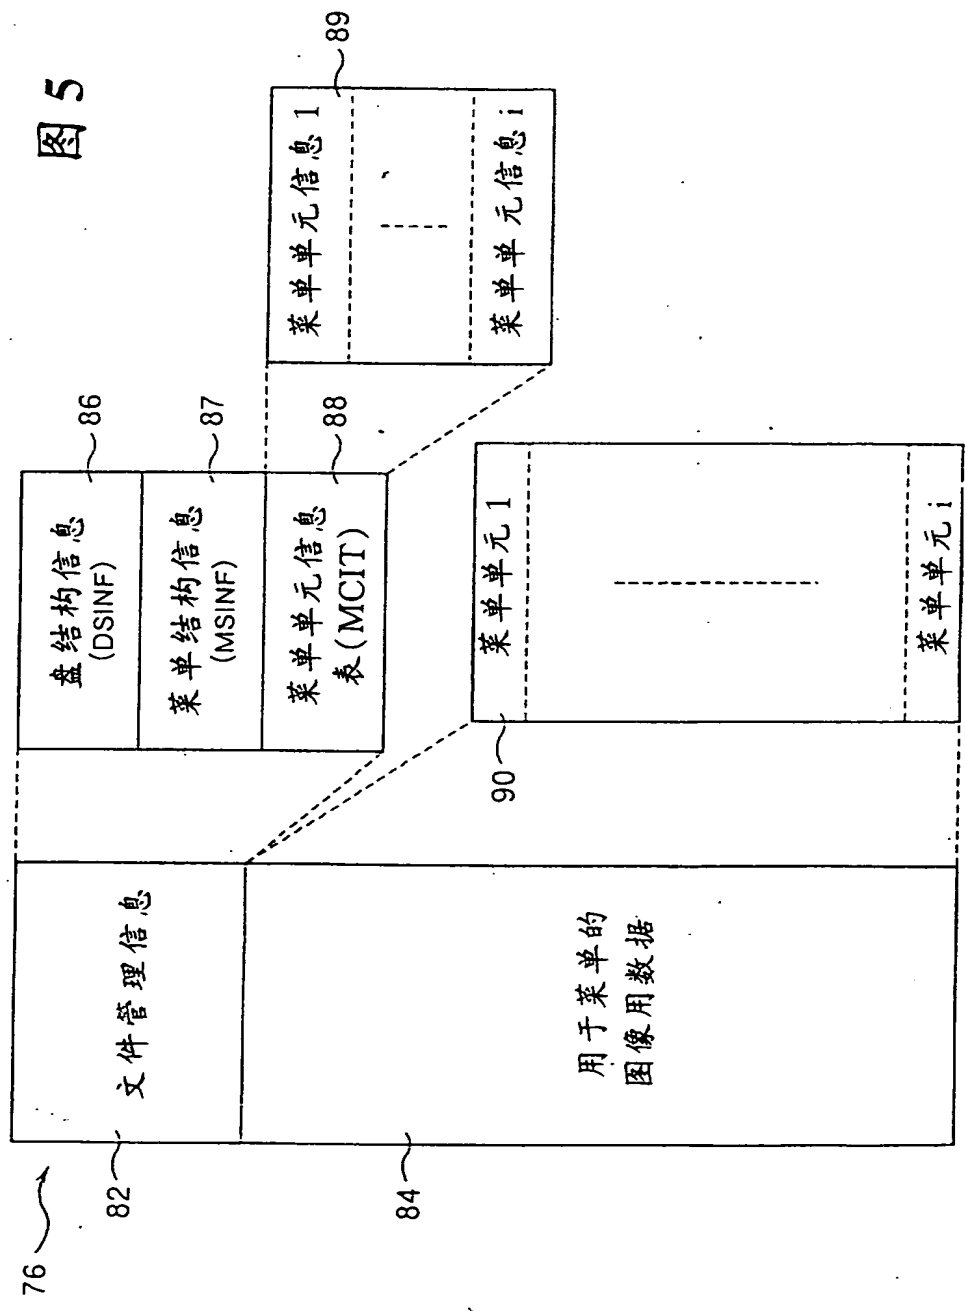 图 5
76
82
文件管理信息
84
用于菜单的
图像用数据
盘结构信息
(DSINF)
86
菜单结构信息
(MSINF)
87
菜单单元信息
表(MCIT)
88
菜单单元信息 1
89
菜单单元信息 i
90
菜单单元 1
菜单单元 i